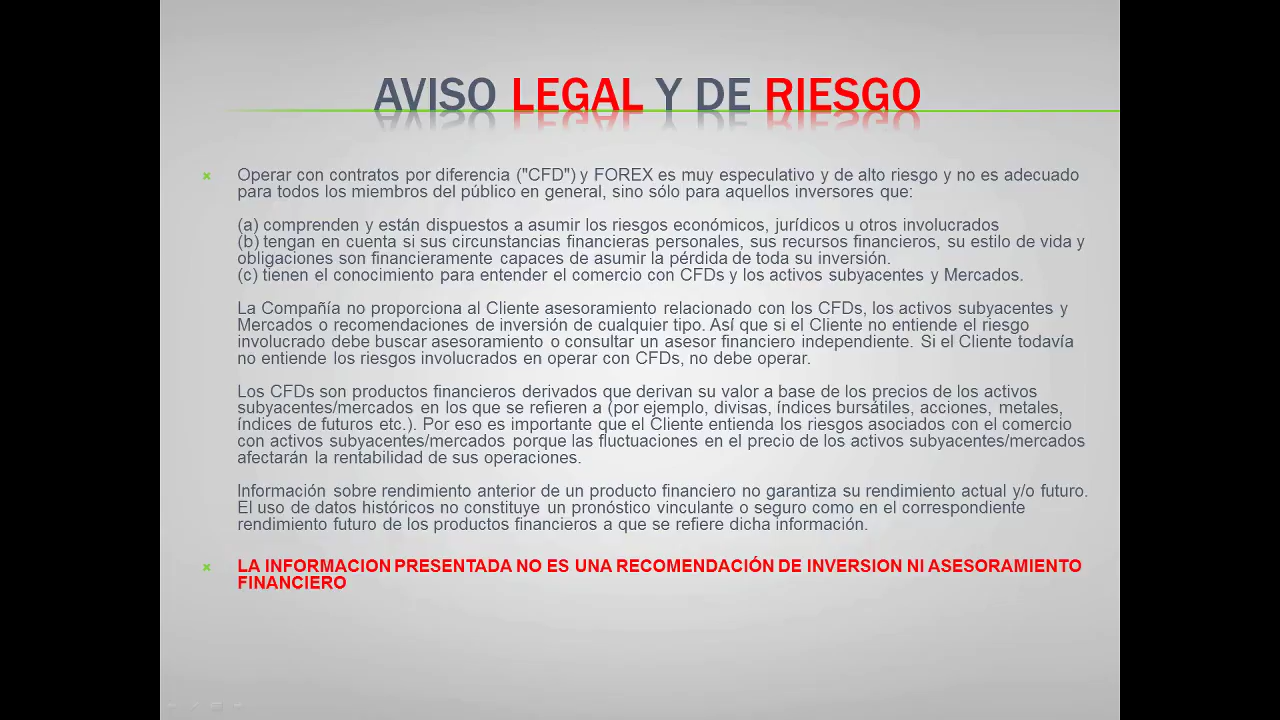 AVISO LEGAL Y DE RIESGO
Operar con contratos por diferencia ("CFD") y FOREX es muy especulativo y de alto riesgo y no es adecuado
para todos los miembros del público en general, sino sólo para aquellos inversores que:
(a) comprenden y están dispuestos a asumir los riesgos económicos, jurídicos u otros involucrados
(b) tengan en cuenta si sus circunstancias financieras personales, sus recursos financieros, su estilo de vida y
obligaciones son financieramente capaces de asumir la pérdida de toda su inversión.
(c) tienen el conocimiento para entender el comercio con CFDs y los activos subyacentes y Mercados.
La Compañía no proporciona al Cliente asesoramiento relacionado con los CFDs, los activos subyacentes y
Mercados o recomendaciones de inversión de cualquier tipo. Así que si el Cliente no entiende el riesgo
involucrado debe buscar asesoramiento o consultar un asesor financiero independiente. Si el Cliente todavía
no entiende los riesgos involucrados en operar con CFDs, no debe operar.
Los CFDs son productos financieros derivados que derivan su valor a base de los precios de los activos
subyacentes/mercados en los que se refieren a (por ejemplo, divisas, índices bursátiles, acciones, metales,
índices de futuros etc.). Por eso es importante que el Cliente entienda los riesgos asociados con el comercio
con activos subyacentes/mercados porque las fluctuaciones en el precio de los activos subyacentes/mercados
afectarán la rentabilidad de sus operaciones.
Información sobre rendimiento anterior de un producto financiero no garantiza su rendimiento actual y/o futuro.
El uso de datos históricos no constituye un pronóstico vinculante o seguro como en el correspondiente
rendimiento futuro de los productos financieros a que se refiere dicha información.
LA INFORMACION PRESENTADA NO ES UNA RECOMENDACIÓN DE INVERSION NI ASESORAMIENTO
FINANCIERO